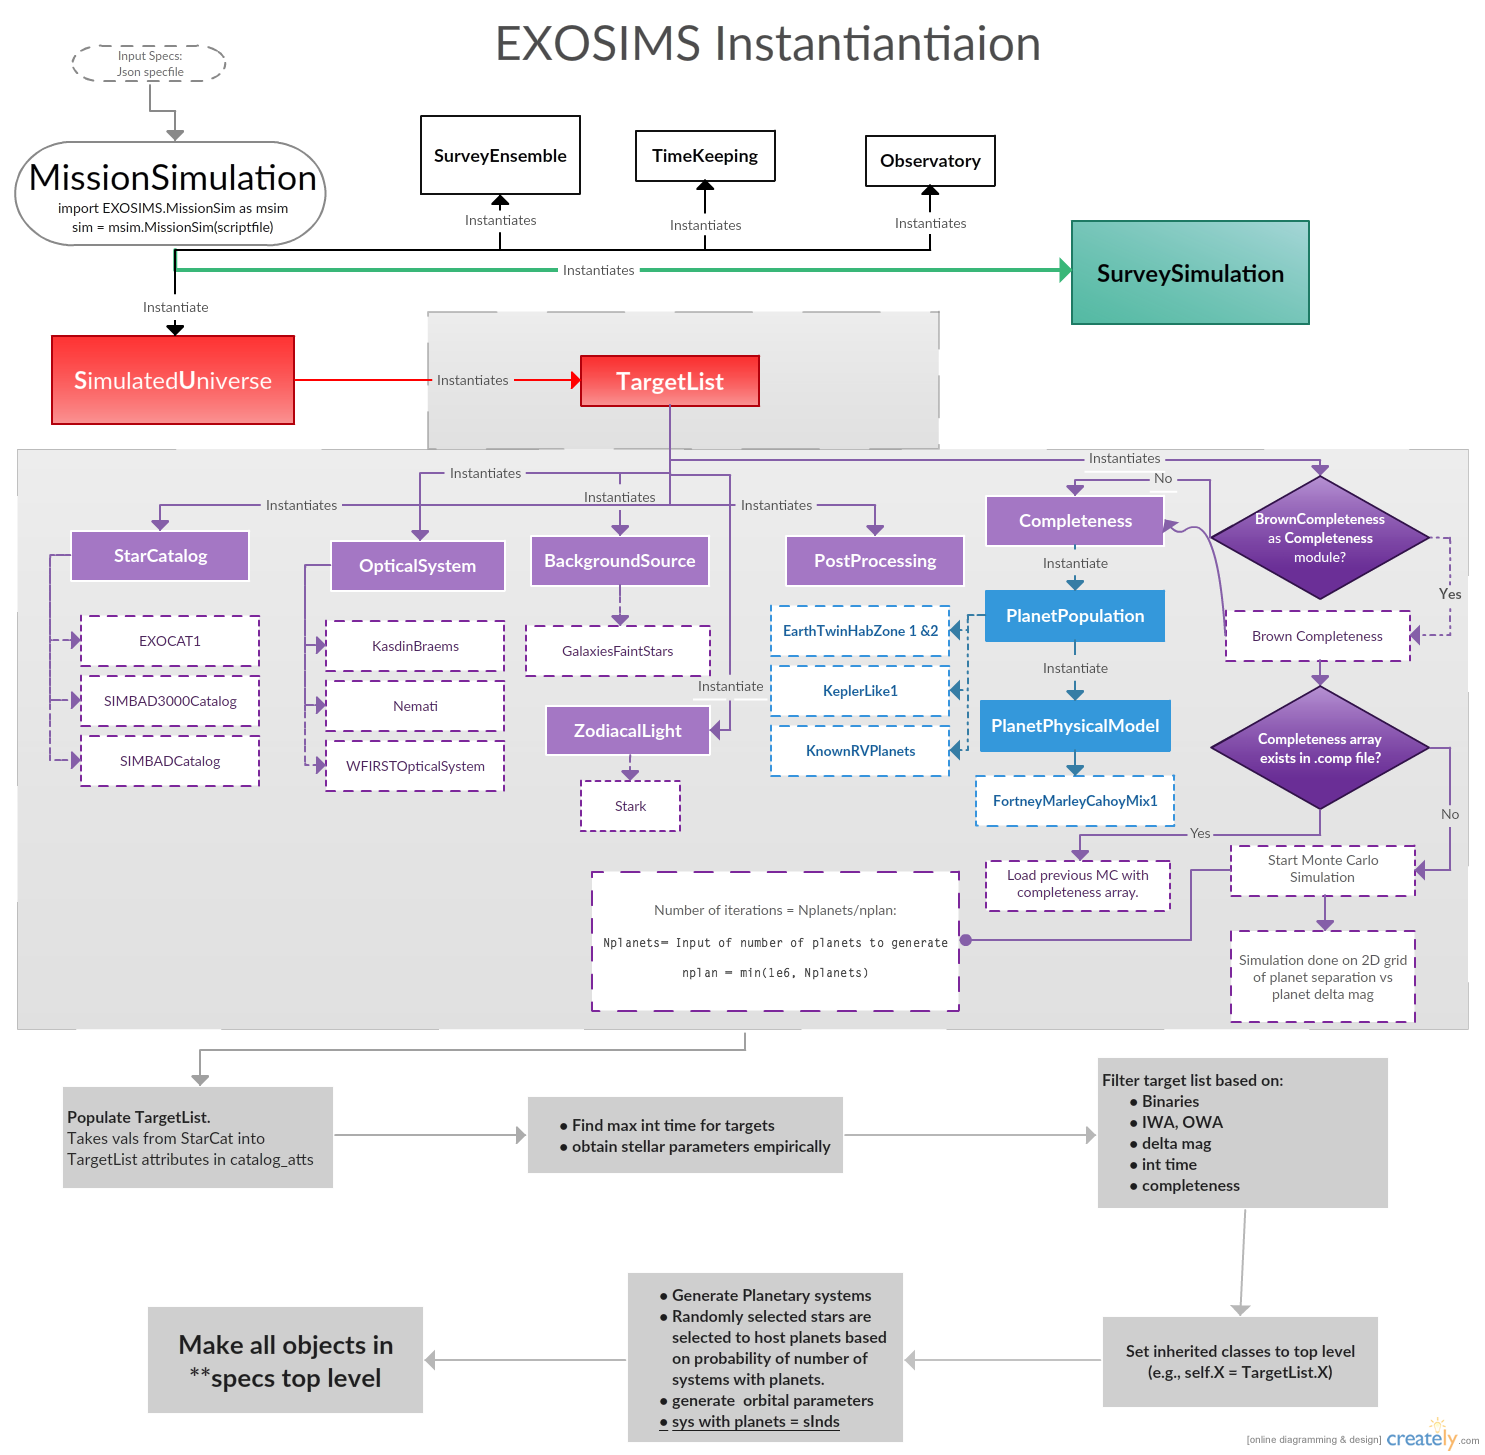 EXOSIMS Instantiantiaion
Input Specs:
Json specfile
MissionSimulation
import EXOSIMS.MissionSim as msim
sim = msim.MissionSim(scriptfile)
SurveyEnsemble
TimeKeeping
Observatory
Instantiates
Instantiates
Instantiates
Instantiates
SurveySimulation
Instantiate
SimulatedUniverse
Instantiates
TargetList
Instantiates
Instantiates
Instantiates
Instantiates
Instantiates
No
StarCatalog
OpticalSystem
BackgroundSource
PostProcessing
Completeness
BrownCompleteness
as Completeness
module?
Instantiate
Yes
EXOCAT1
SIMBAD3000Catalog
SIMBADCatalog
KasdinBraems
Nemati
WFIRSTOpticalSystem
GalaxiesFaintStars
Instantiate
ZodiacalLight
Stark
EarthTwinHabZone 1 &2
KeplerLike1
KnownRVPlanets
PlanetPopulation
Instantiate
PlanetPhysicalModel
FortneyMarleyCahoyMix1
Brown Completeness
Completeness array
exists in .comp file?
No
Yes
Load previous MC with
completeness array.
Start Monte Carlo
Simulation
Simulation done on 2D grid
of planet separation vs
planet delta mag
Number of iterations = Nplanets/nplan:
Nplanets= Input of number of planets to generate
nplan = min(1e6, Nplanets)
Populate TargetList.
Takes vals from StarCat into
TargetList attributes in catalog_atts
● Find max int time for targets
● obtain stellar parameters empirically
Filter target list based on:
● Binaries
● IWA, OWA
● delta mag
● int time
● completeness
Set inherited classes to top level
(e.g., self.X = TargetList.X)
● Generate Planetary systems
● Randomly selected stars are
selected to host planets based
on probability of number of
systems with planets.
● generate orbital parameters
● sys with planets = sInds
Make all objects in
**specs top level
[online diagramming & design] creately.com